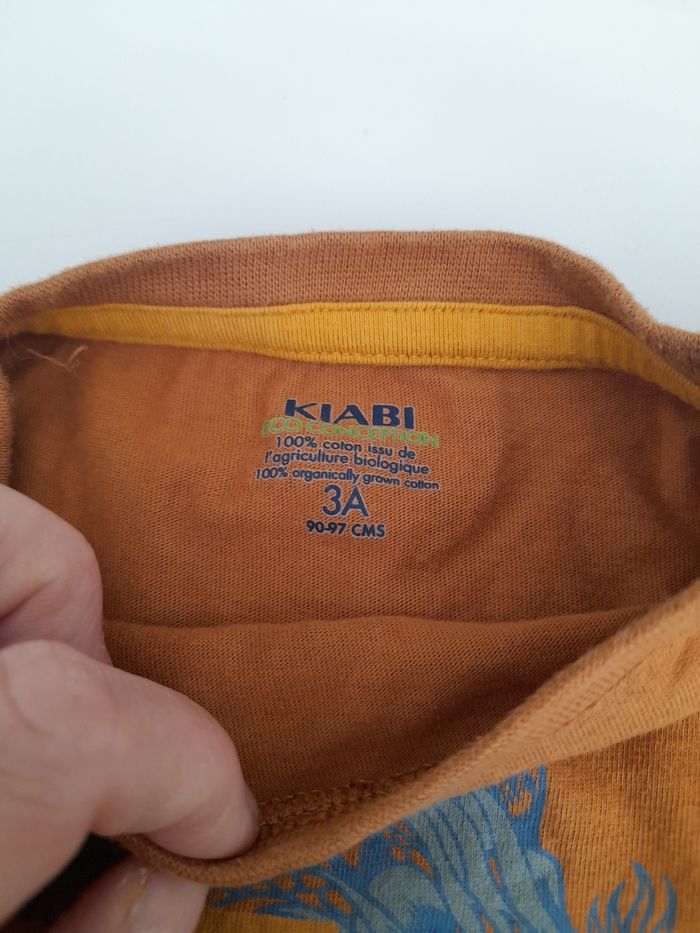 KIABI
ECO CONCEPTION
100% coton issu de
l'agriculture biologique
100% organically grown cotton
3A
90-97 CMS